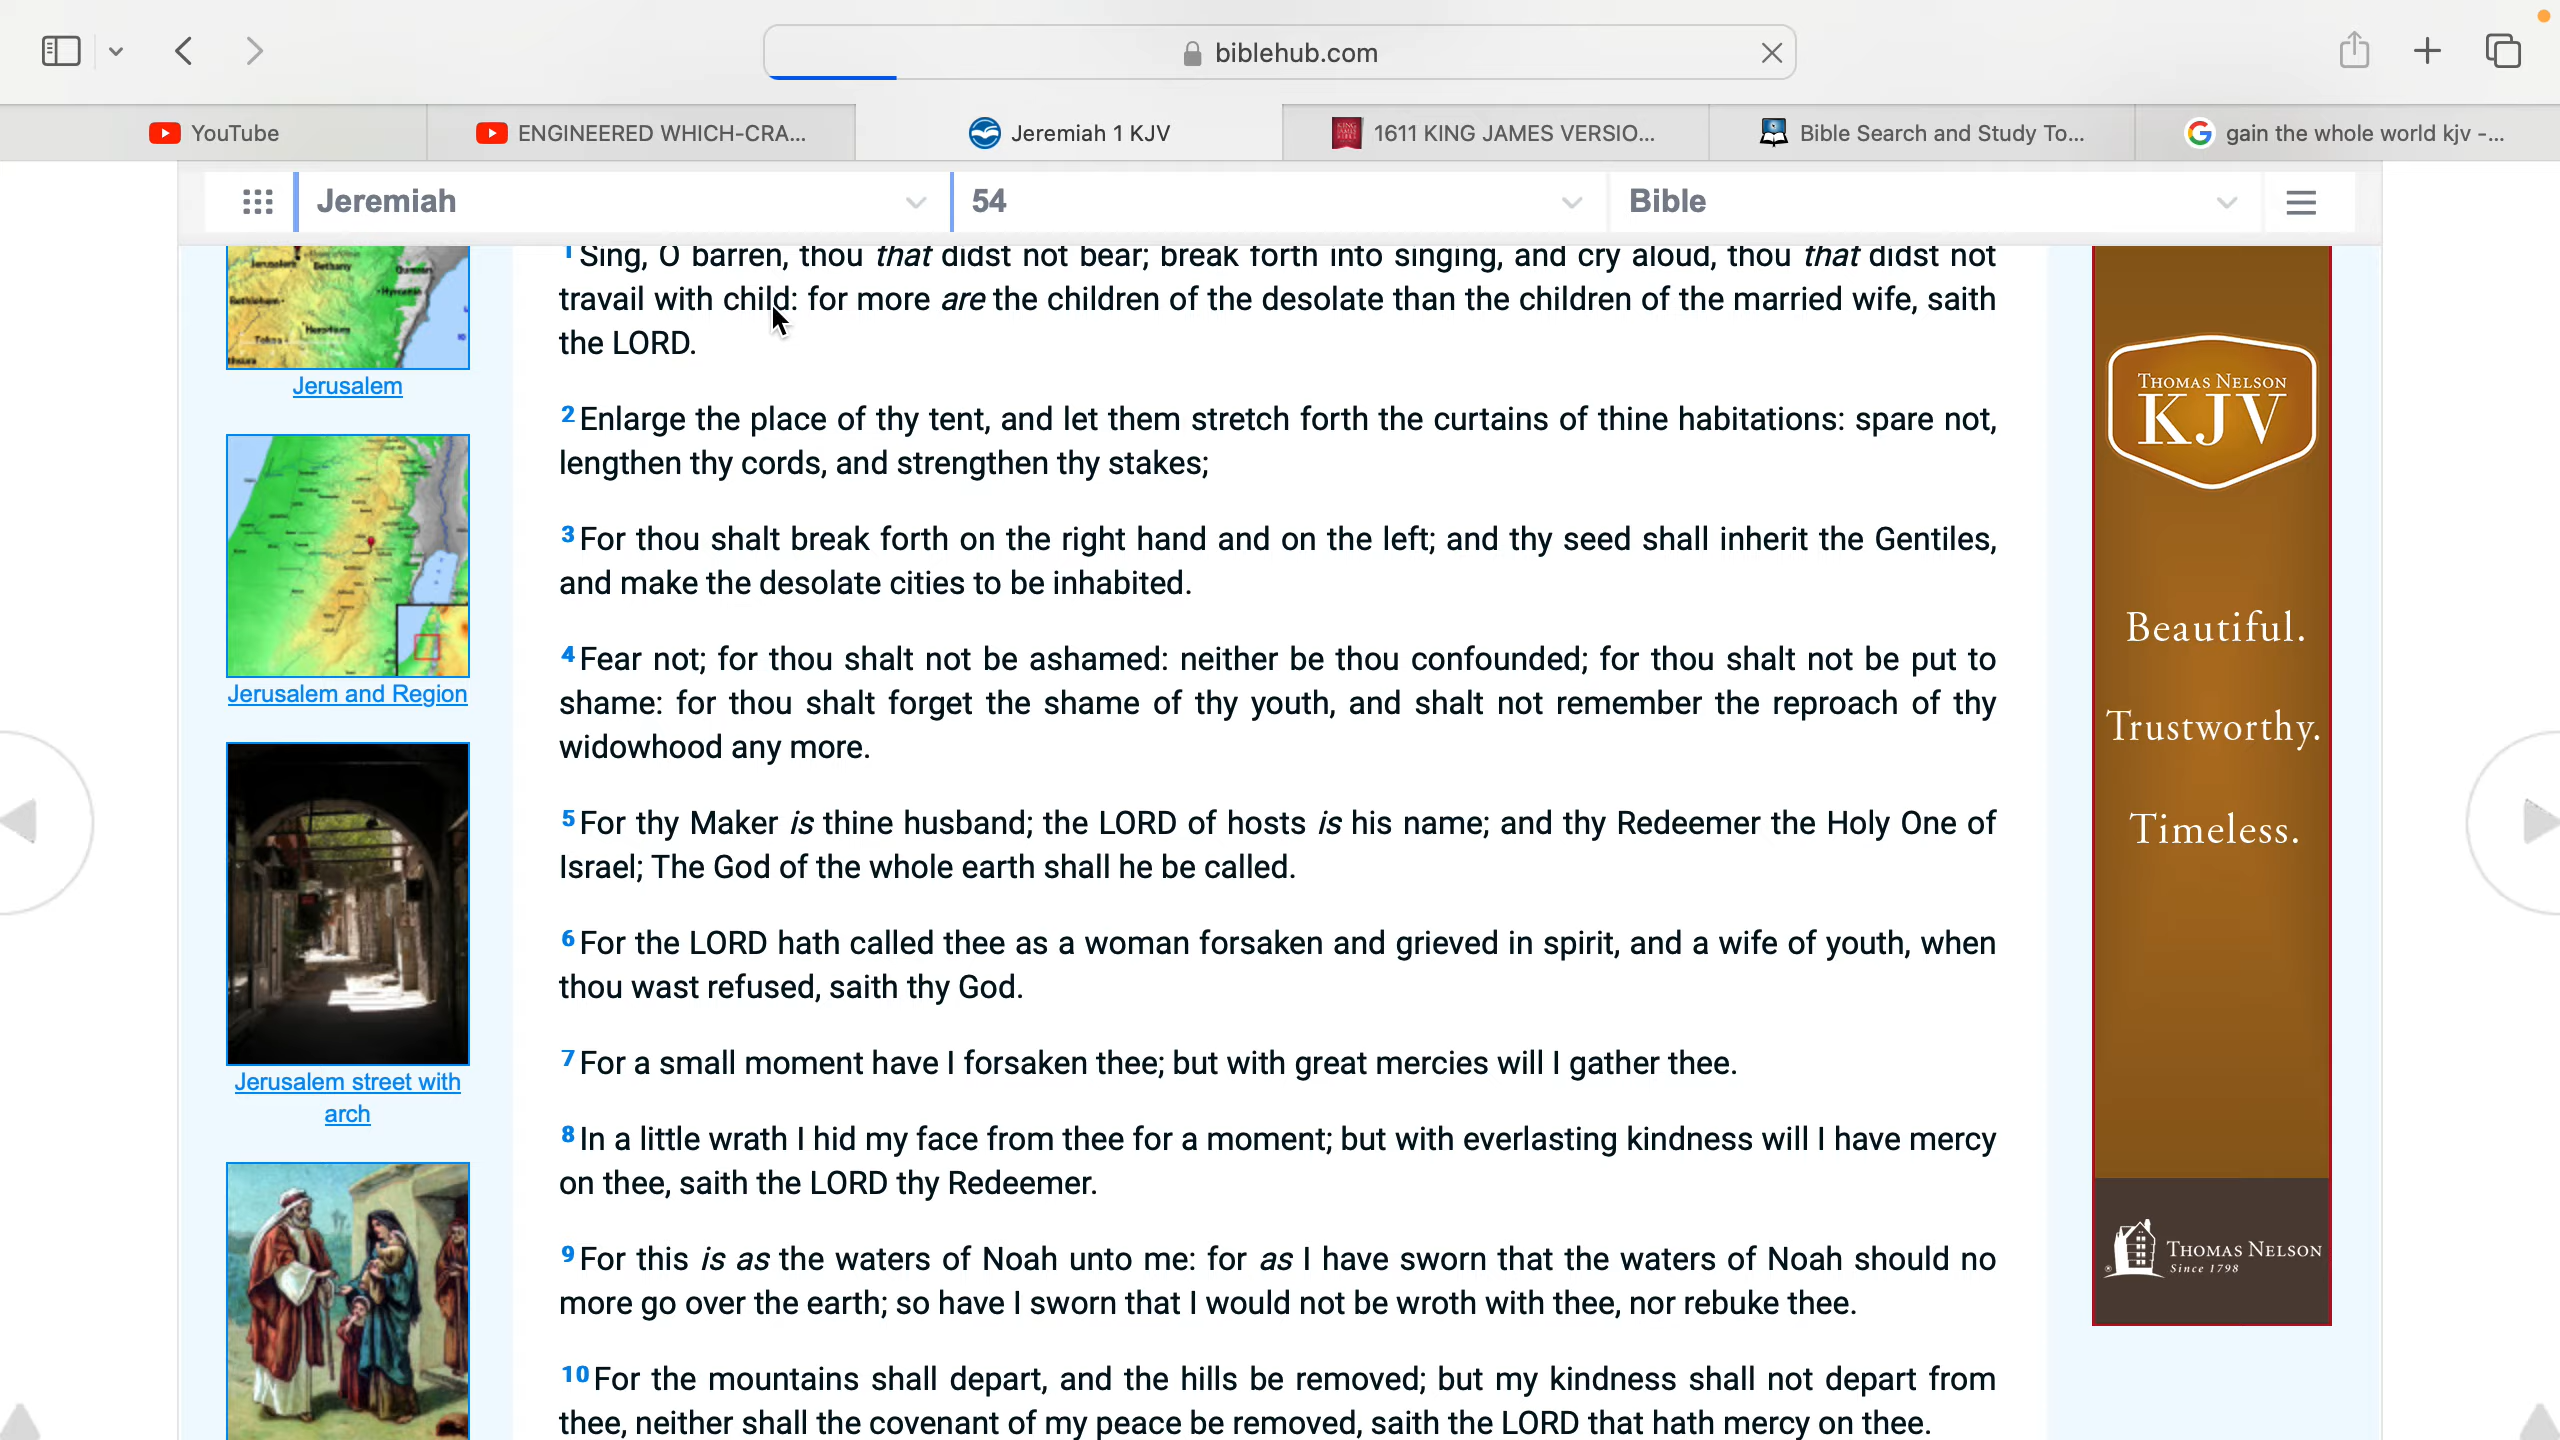 biblehub.com
YouTube
ENGINEERED WHICH-CRA...
Jeremiah 1 KJV
1611 KING JAMES VERSIO...
Bible Search and Study To...
gain the whole world kjv -...
Jeremiah
54
Bible
1 Sing, O barren, thou that didst not bear; break forth into singing, and cry aloud, thou that didst not
travail with child: for more are the children of the desolate than the children of the married wife, saith
the LORD.
2 Enlarge the place of thy tent, and let them stretch forth the curtains of thine habitations: spare not,
lengthen thy cords, and strengthen thy stakes;
3 For thou shalt break forth on the right hand and on the left; and thy seed shall inherit the Gentiles,
and make the desolate cities to be inhabited.
4 Fear not; for thou shalt not be ashamed: neither be thou confounded; for thou shalt not be put to
shame: for thou shalt forget the shame of thy youth, and shalt not remember the reproach of thy
widowhood any more.
5 For thy Maker is thine husband; the LORD of hosts is his name; and thy Redeemer the Holy One of
Israel; The God of the whole earth shall he be called.
6 For the LORD hath called thee as a woman forsaken and grieved in spirit, and a wife of youth, when
thou wast refused, saith thy God.
7 For a small moment have I forsaken thee; but with great mercies will I gather thee.
8 In a little wrath I hid my face from thee for a moment; but with everlasting kindness will I have mercy
on thee, saith the LORD thy Redeemer.
9 For this is as the waters of Noah unto me: for as I have sworn that the waters of Noah should no
more go over the earth; so have I sworn that I would not be wroth with thee, nor rebuke thee.
10 For the mountains shall depart, and the hills be removed; but my kindness shall not depart from
thee, neither shall the covenant of my peace be removed, saith the LORD that hath mercy on thee.
Jerusalem
Bethany
Jerusalem
Jerusalem and Region
Jerusalem street with
arch
THOMAS NELSON
KJV
Beautiful.
Trustworthy.
Timeless.
THOMAS NELSON
Since 1798